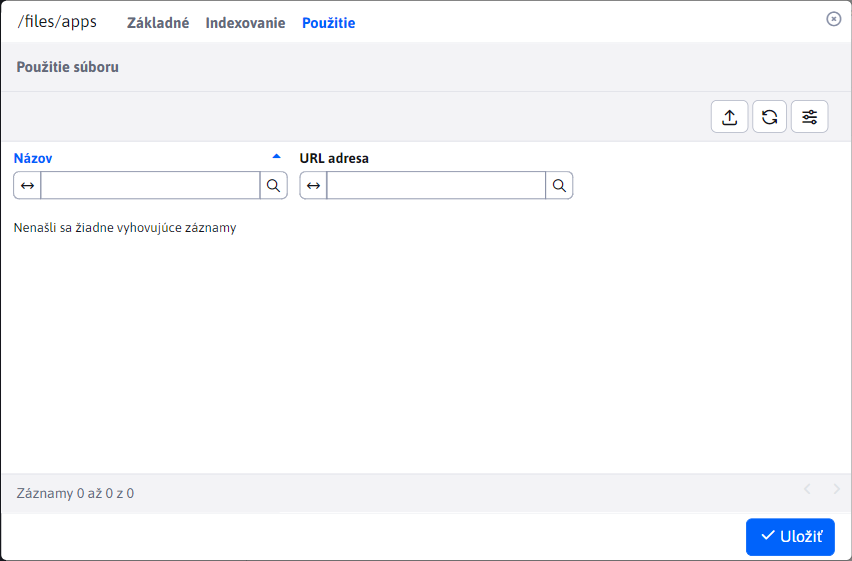 /files/apps Základné Indexovanie Použitie
Použitie súboru
Názov URL adresa
Nenašli sa žiadne vyhovujúce záznamy
Záznamy 0 až 0 z 0
Uložiť